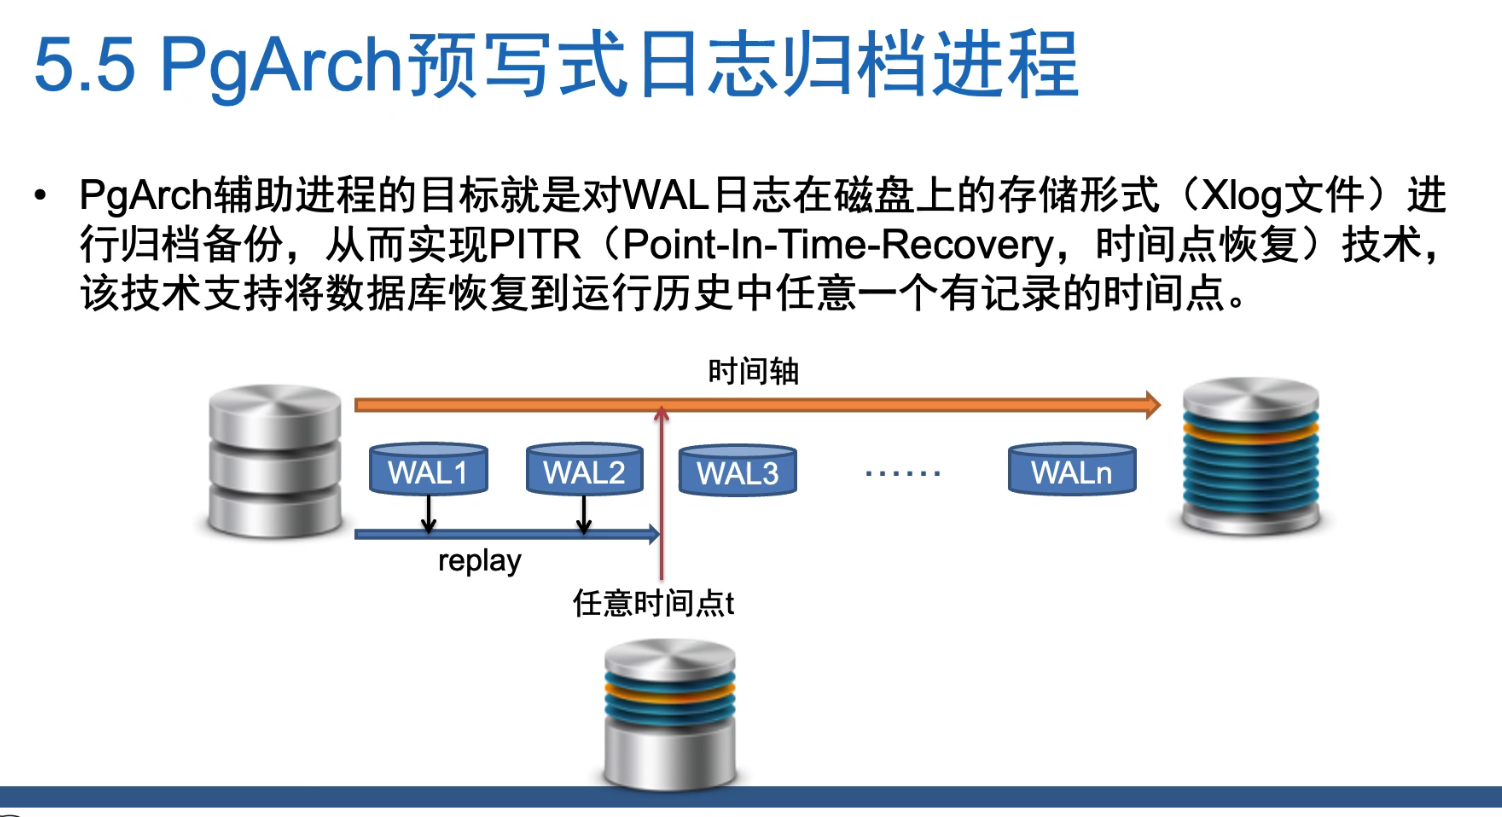 5.5 PgArch预写式日志归档进程
• PgArch辅助进程的目标就是对WAL日志在磁盘上的存储形式（Xlog文件）进
行归档备份，从而实现PITR（Point-In-Time-Recovery，时间点恢复）技术，
该技术支持将数据库恢复到运行历史中任意一个有记录的时间点。
时间轴
WAL1 WAL2 WAL3 …… WALn
replay
任意时间点t